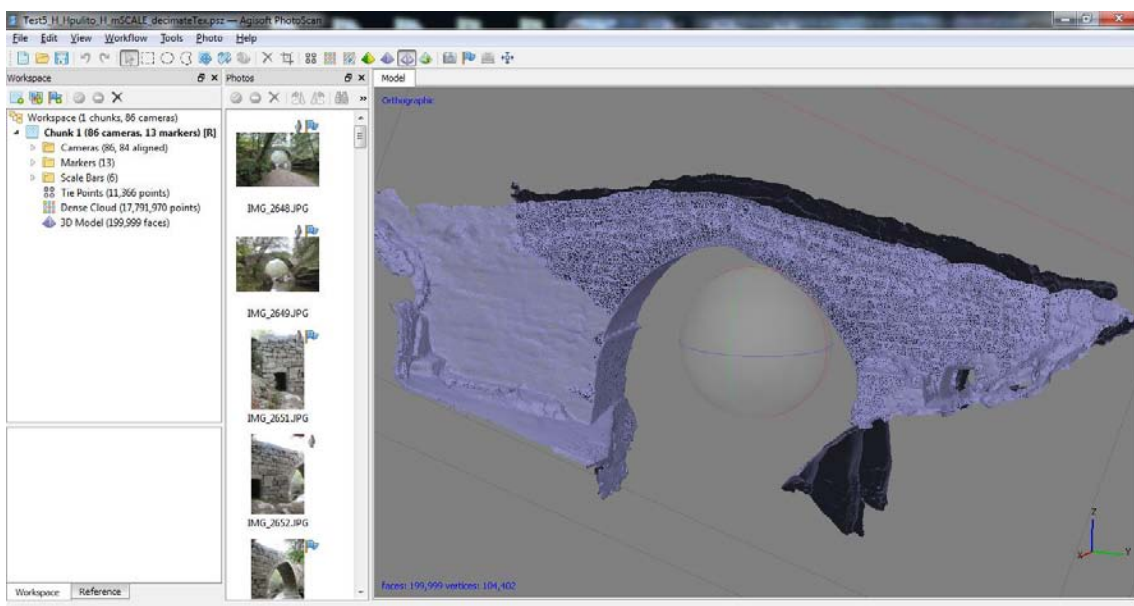 Test5_H_Hpulito_H_mSCALE_decimateTex.psz — Agisoft PhotoScan
File Edit View Workflow Tools Photo Help
Workspace
Photos
Model
Workspace (1 chunks, 86 cameras)
Chunk 1 (86 cameras, 13 markers) [R]
Cameras (86, 84 aligned)
Markers (13)
Scale Bars (6)
Tie Points (11,366 points)
Dense Cloud (17,791,970 points)
3D Model (199,999 faces)
IMG_2648.JPG
IMG_2649.JPG
IMG_2651.JPG
IMG_2652.JPG
Orthographic
Z
X
Y
faces: 199,999 vertices: 104,402
Workspace Reference